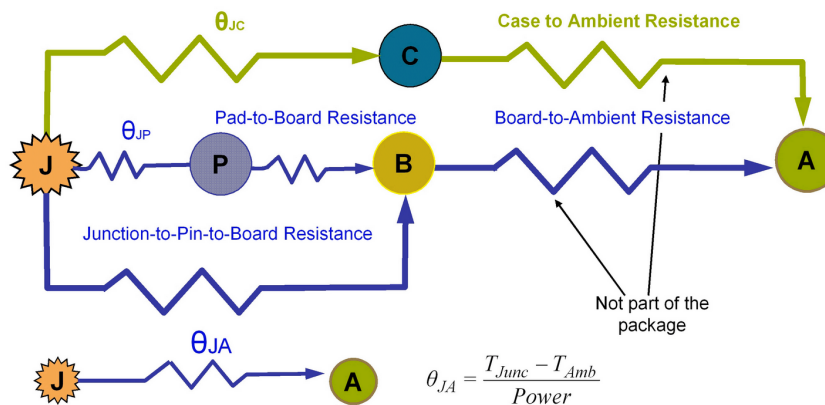 θJC
Case to Ambient Resistance
C
Pad-to-Board Resistance
Board-to-Ambient Resistance
θJP
J
P
B
A
Junction-to-Pin-to-Board Resistance
Not part of the
package
θJA
J
A
θJA = (TJunc − TAmb) / Power